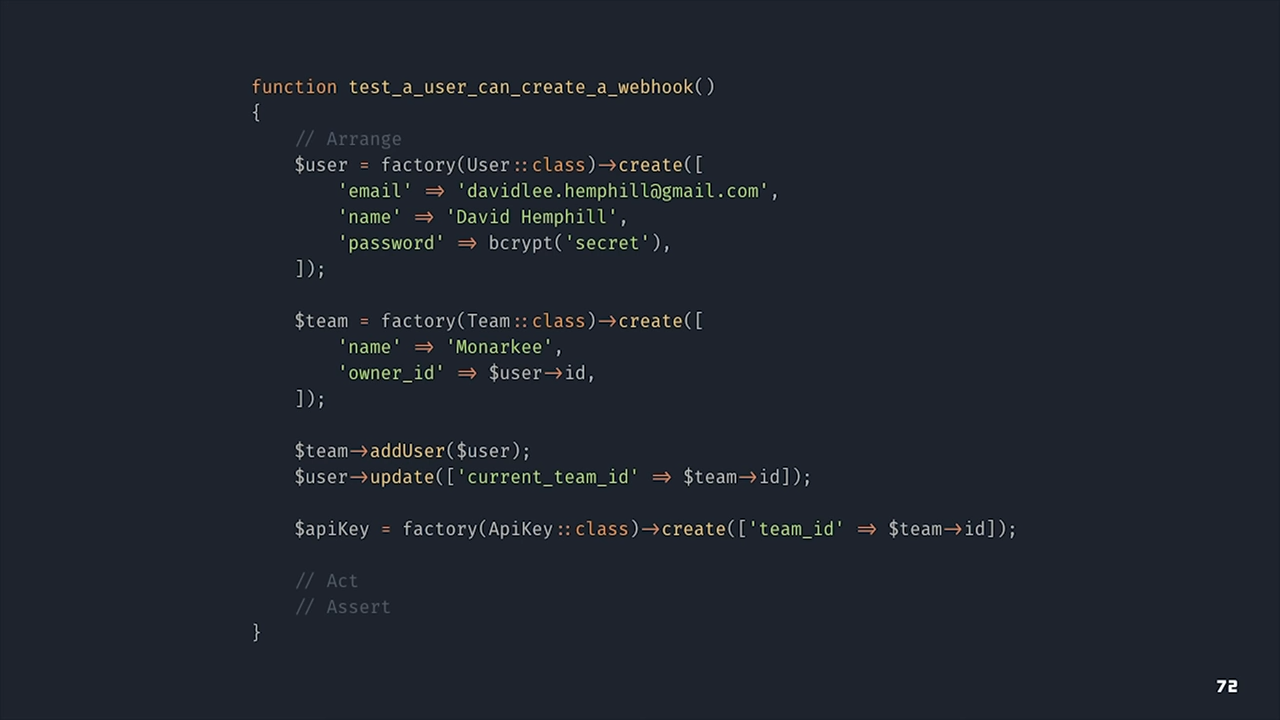 function test_a_user_can_create_a_webhook()
{
    // Arrange
    $user = factory(User::class)->create([
        'email' => 'davidlee.hemphill@gmail.com',
        'name' => 'David Hemphill',
        'password' => bcrypt('secret'),
    ]);

    $team = factory(Team::class)->create([
        'name' => 'Monarkee',
        'owner_id' => $user->id,
    ]);

    $team->addUser($user);
    $user->update(['current_team_id' => $team->id]);

    $apiKey = factory(ApiKey::class)->create(['team_id' => $team->id]);

    // Act
    // Assert
}
72